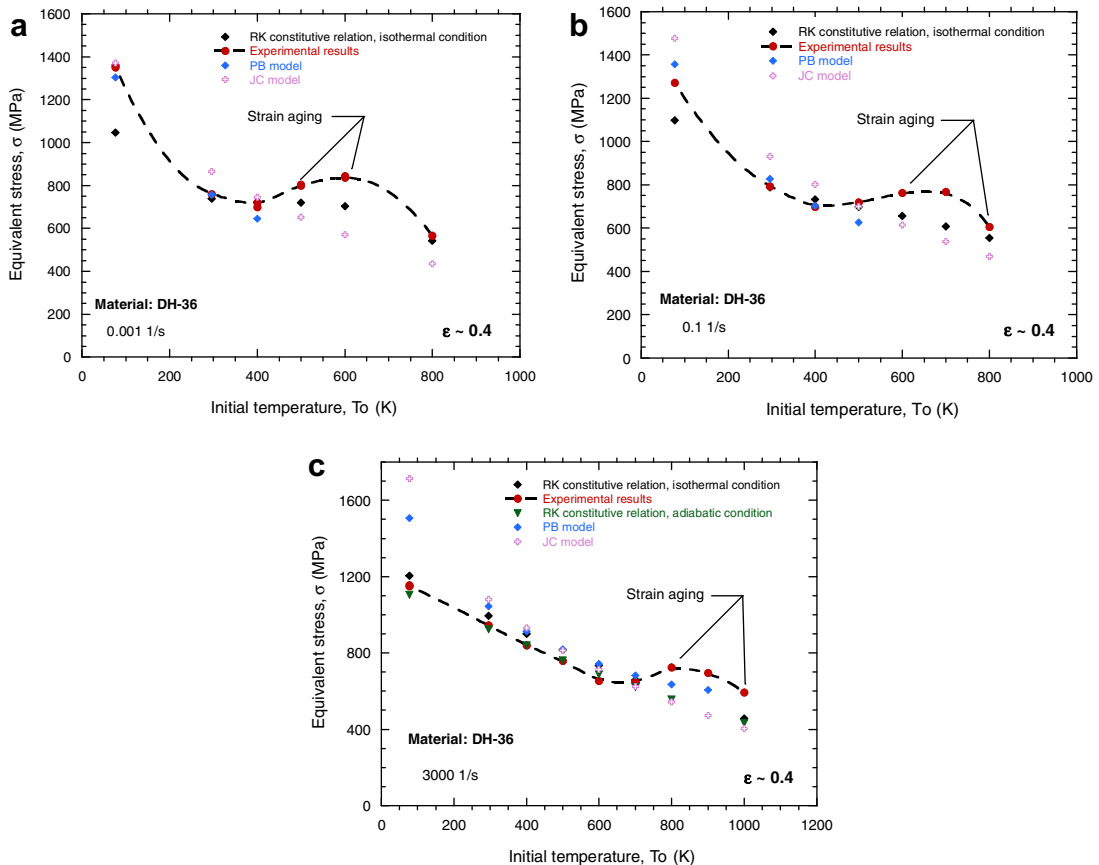 a
RK constitutive relation, isothermal condition
Experimental results
PB model
JC model
Strain aging
Equivalent stress, σ (MPa)
1600
1400
1200
1000
800
600
400
200
0
Material: DH-36
0.001 1/s
ε ~ 0.4
0 200 400 600 800 1000
Initial temperature, To (K)
b
RK constitutive relation, isothermal condition
Experimental results
PB model
JC model
Strain aging
Equivalent stress, σ (MPa)
1600
1400
1200
1000
800
600
400
200
0
Material: DH-36
0.1 1/s
ε ~ 0.4
0 200 400 600 800 1000
Initial temperature, To (K)
c
RK constitutive relation, isothermal condition
Experimental results
RK constitutive relation, adiabatic condition
PB model
JC model
Strain aging
Equivalent stress, σ (MPa)
1600
1200
800
400
0
Material: DH-36
3000 1/s
ε ~ 0.4
0 200 400 600 800 1000 1200
Initial temperature, To (K)